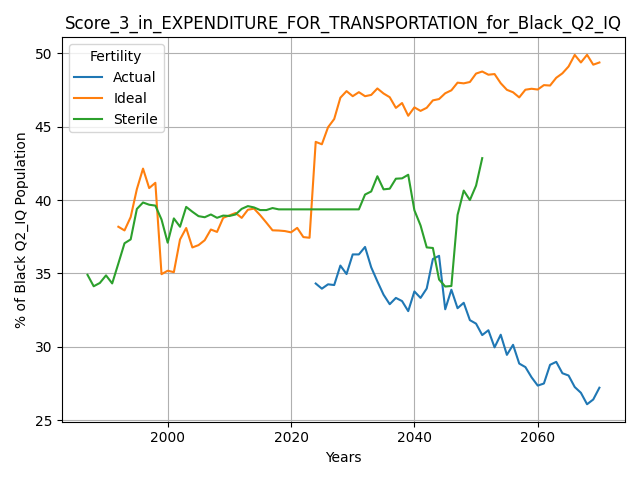 Score_3_in_EXPENDITURE_FOR_TRANSPORTATION_for_Black_Q2_IQ
Fertility
Actual
Ideal
Sterile
% of Black Q2_IQ Population
50
45
40
35
30
25
2000
2020
2040
2060
Years